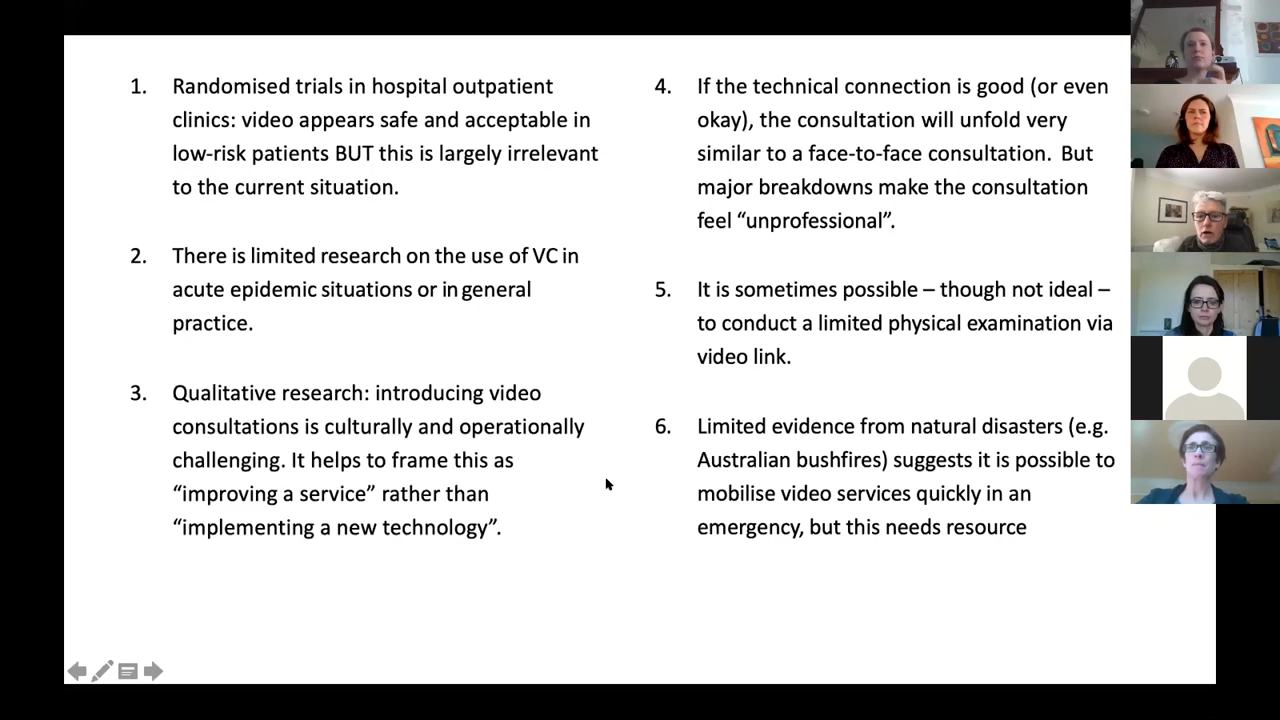 1. Randomised trials in hospital outpatient
clinics: video appears safe and acceptable in
low-risk patients BUT this is largely irrelevant
to the current situation.
2. There is limited research on the use of VC in
acute epidemic situations or in general
practice.
3. Qualitative research: introducing video
consultations is culturally and operationally
challenging. It helps to frame this as
“improving a service” rather than
“implementing a new technology”.
4. If the technical connection is good (or even
okay), the consultation will unfold very
similar to a face-to-face consultation.  But
major breakdowns make the consultation
feel “unprofessional”.
5. It is sometimes possible – though not ideal –
to conduct a limited physical examination via
video link.
6. Limited evidence from natural disasters (e.g.
Australian bushfires) suggests it is possible to
mobilise video services quickly in an
emergency, but this needs resource